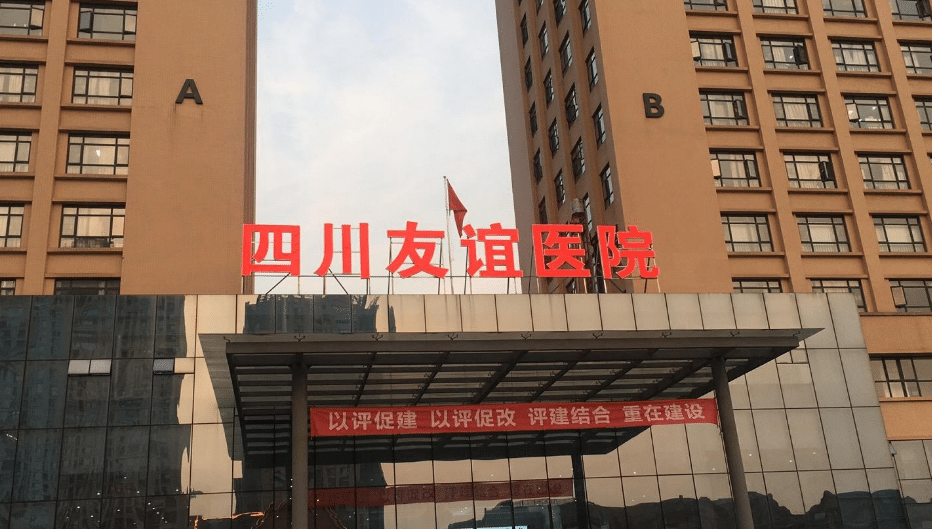 A
B
四川友谊医院
以评促建 以评促改 评建结合 重在建设